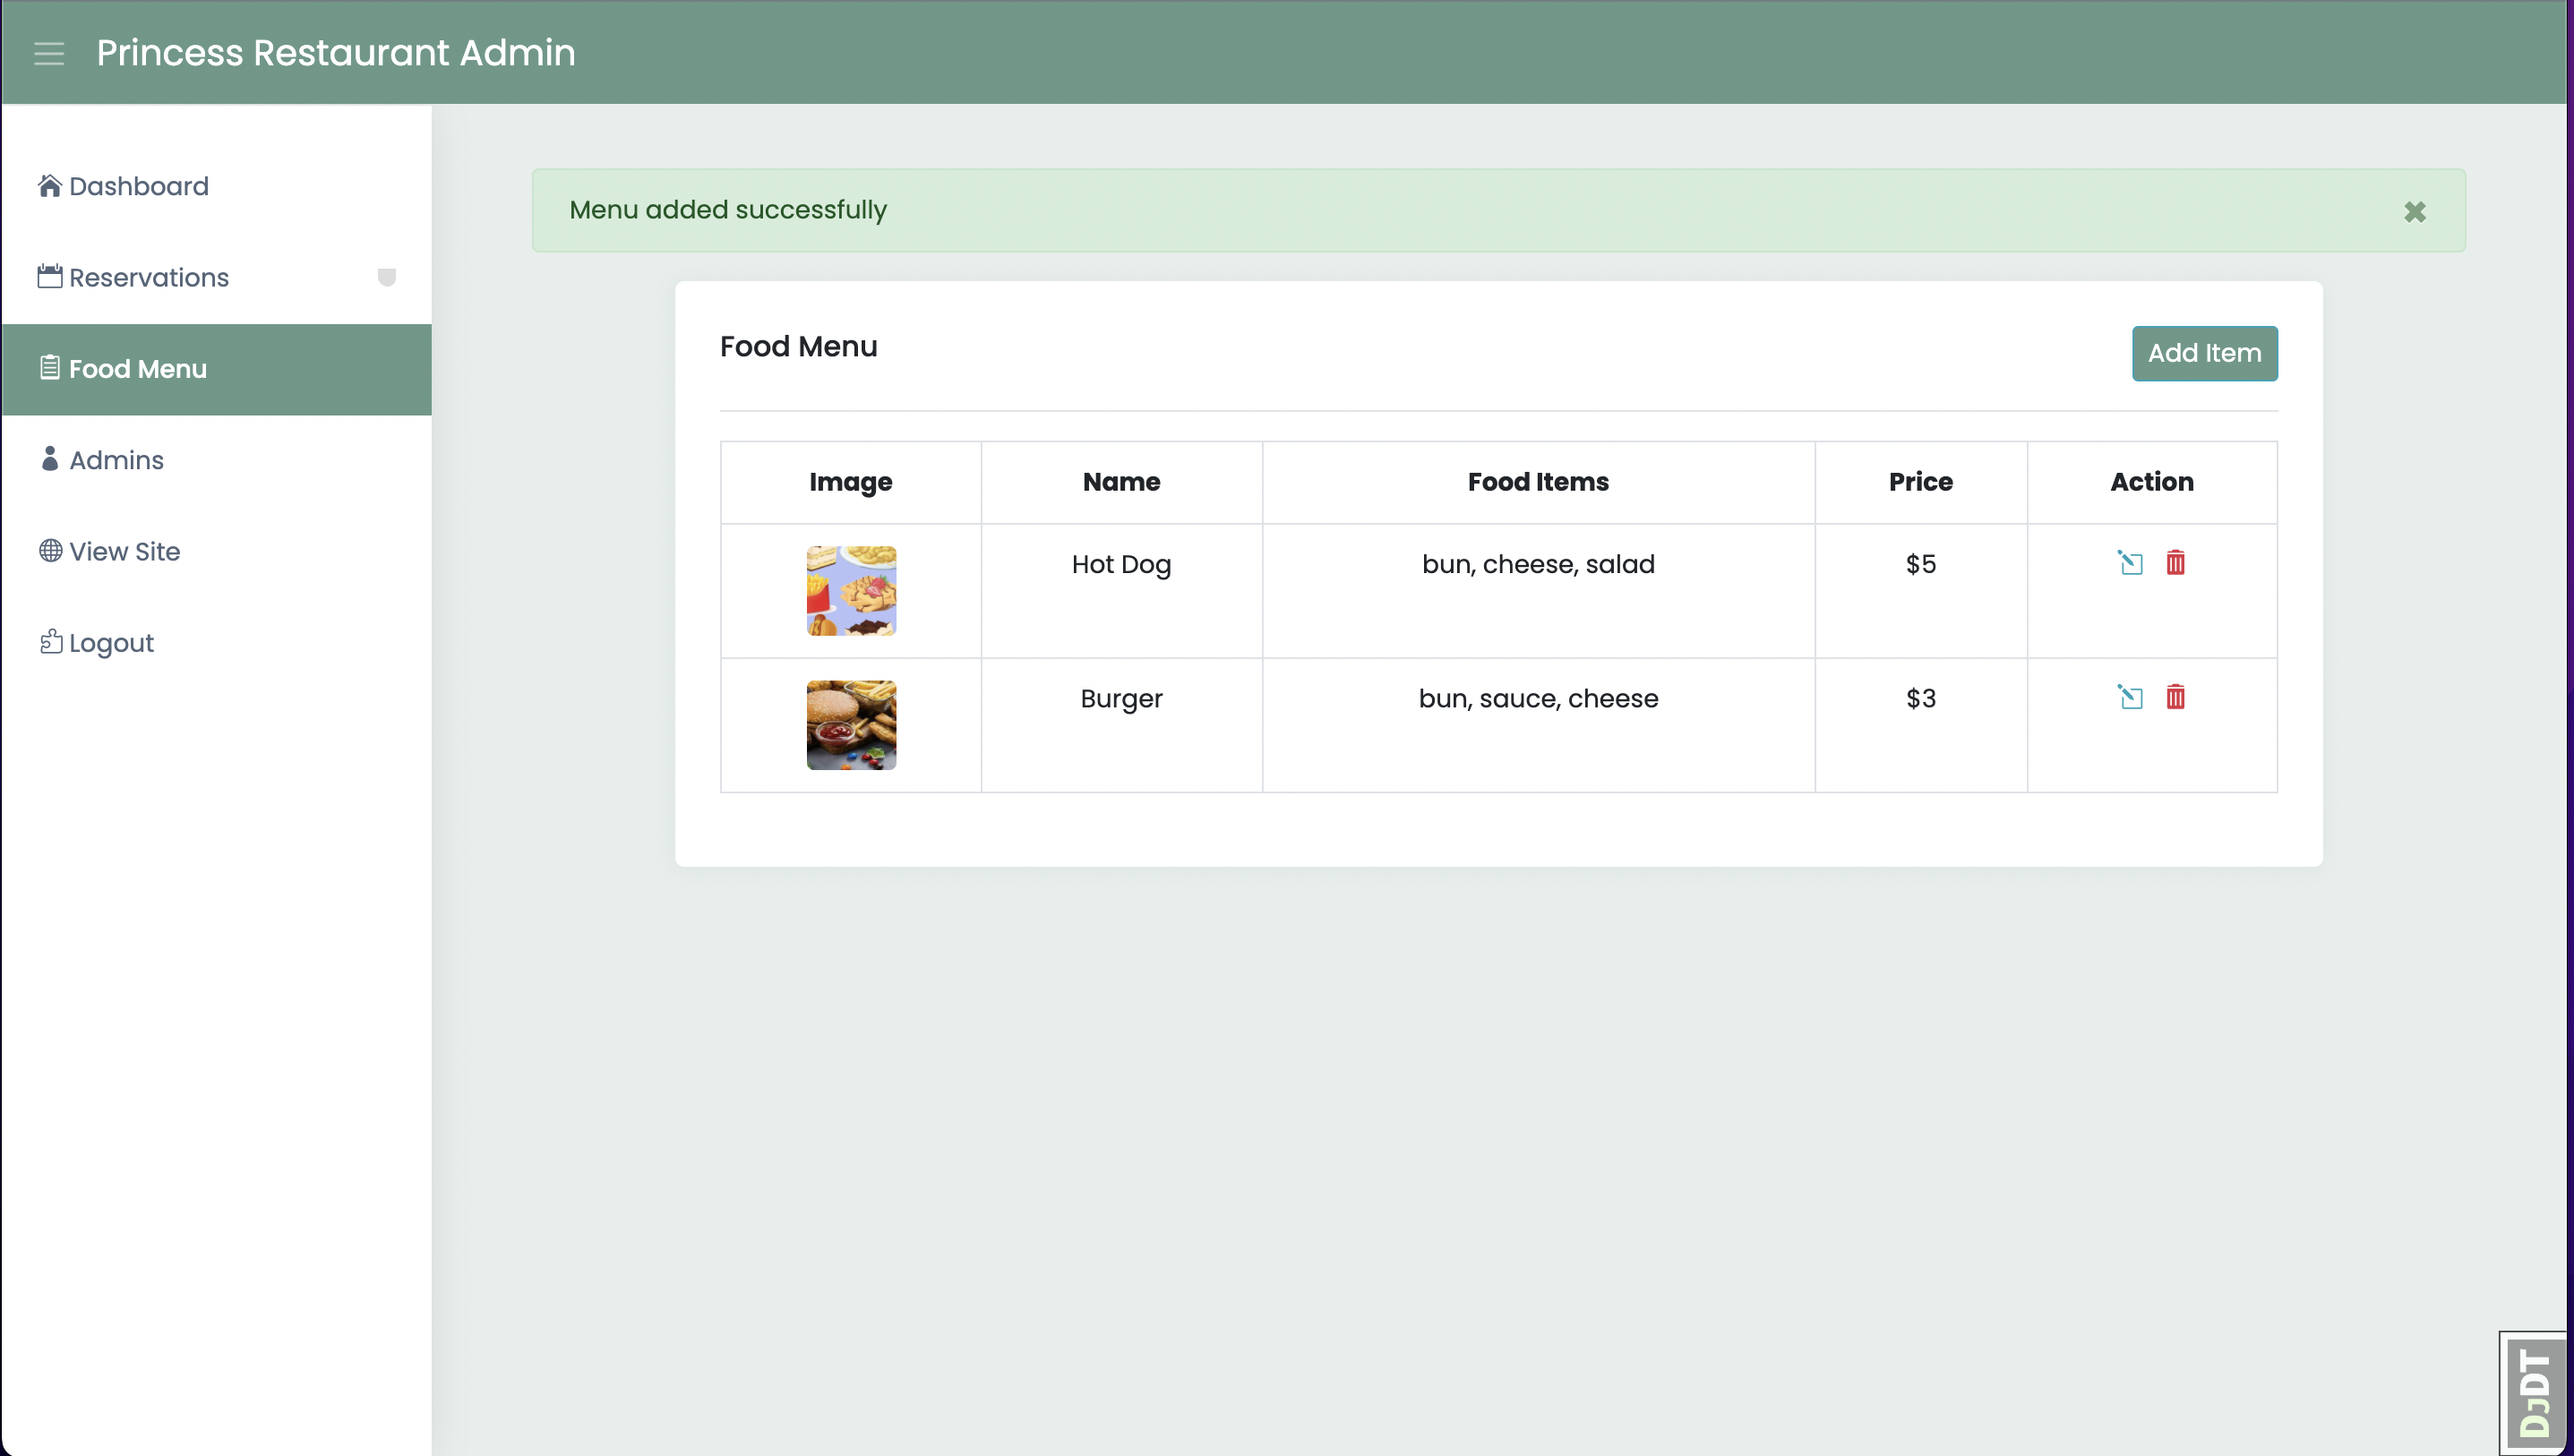 Princess Restaurant Admin
Dashboard
Reservations
Food Menu
Admins
View Site
Logout
Menu added successfully
Food Menu
Add Item
Image Name Food Items Price Action
Hot Dog bun, cheese, salad $5
Burger bun, sauce, cheese $3
DJDT